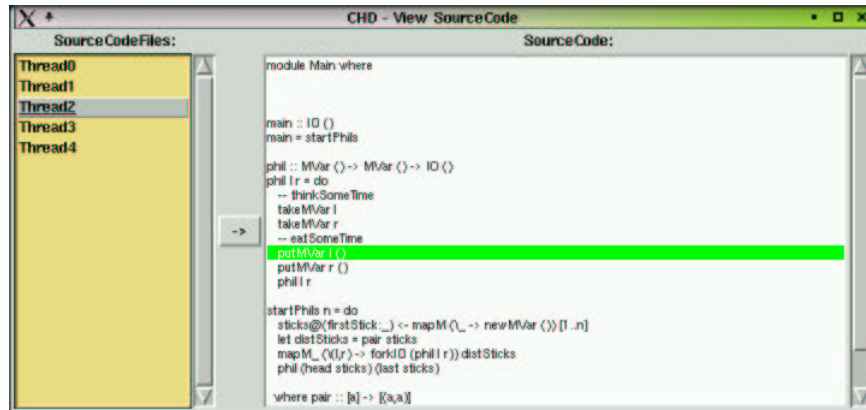 CHD - View SourceCode
SourceCodeFiles:
Thread0
Thread1
Thread2
Thread3
Thread4
->
SourceCode:
module Main where
main :: IO ()
main = startPhils
phil :: MVar () -> MVar () -> IO ()
phil l r = do
-- thinkSomeTime
takeMVar l
takeMVar r
-- eatSomeTime
putMVar l ()
putMVar r ()
phil l r
startPhils n = do
sticks@(firstStick:_) <- mapM (\_ -> newMVar ()) [1..n]
let distSticks = pair sticks
mapM_ (\(l,r) -> forkIO (phil l r)) distSticks
phil (head sticks) (last sticks)
where pair :: [a] -> [(a,a)]